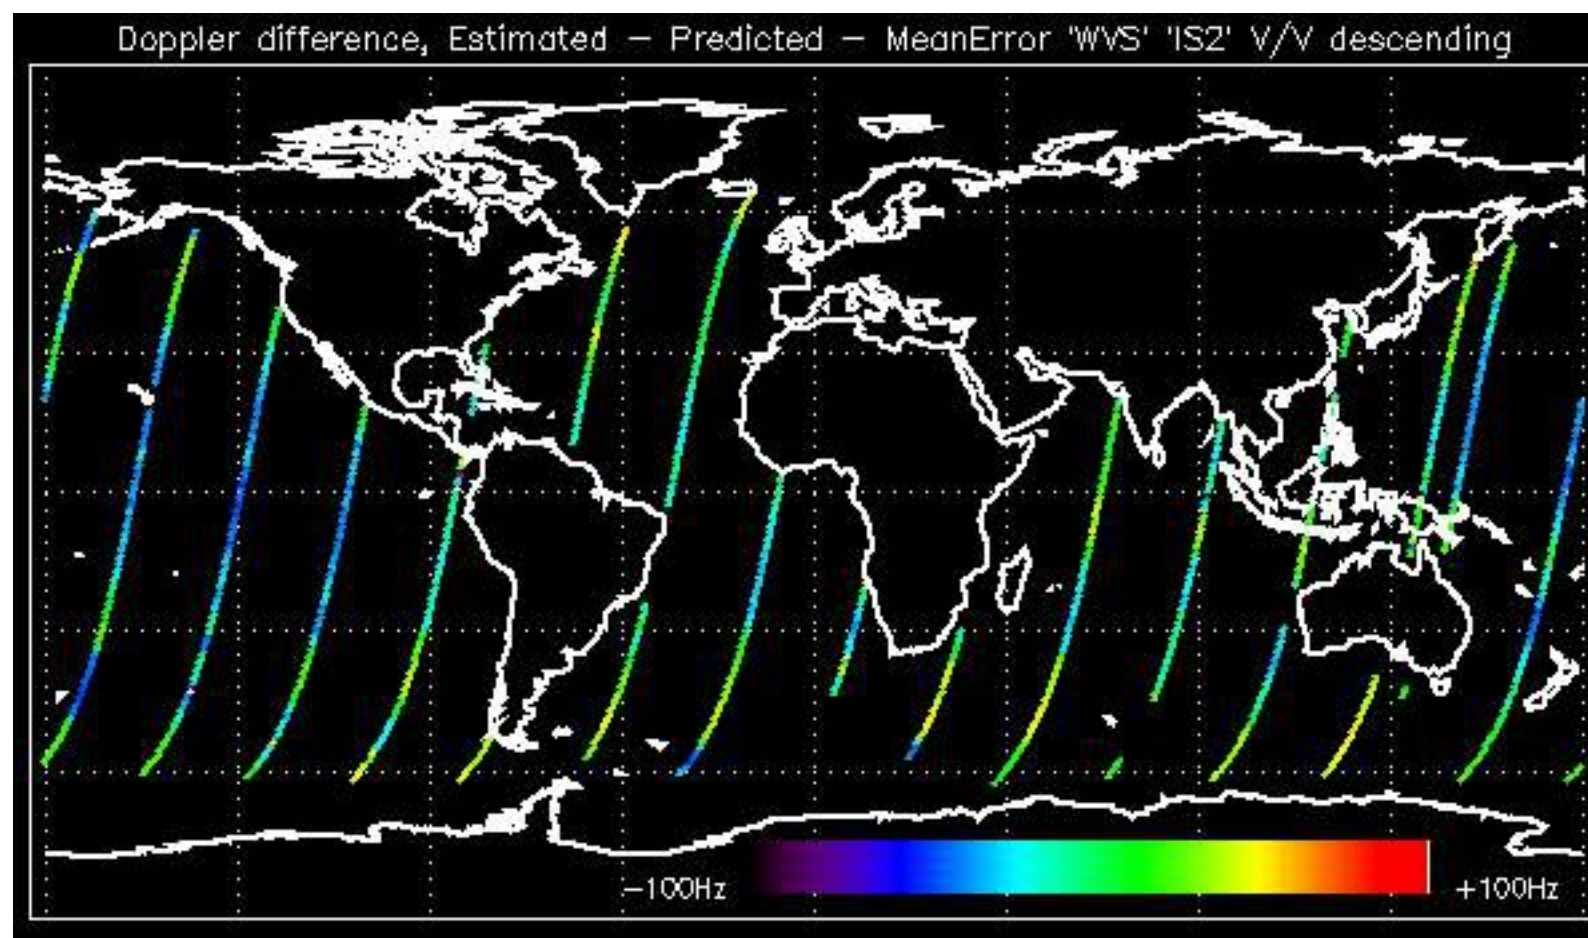 Doppler difference, Estimated – Predicted – MeanError 'WVS' 'IS2' V/V descending
–100Hz +100Hz